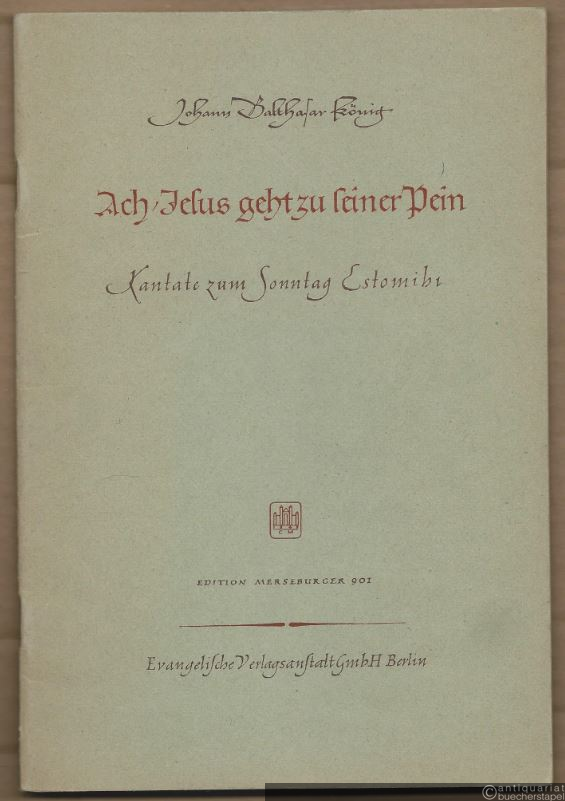 Johann Balthasar König
Ach, Jesus geht zu seiner Pein
Kantate zum Sonntag Estomihi
EDITION MERSEBURGER 901
Evangelische Verlagsanstalt GmbH Berlin
©antiquariat
buecherstapel